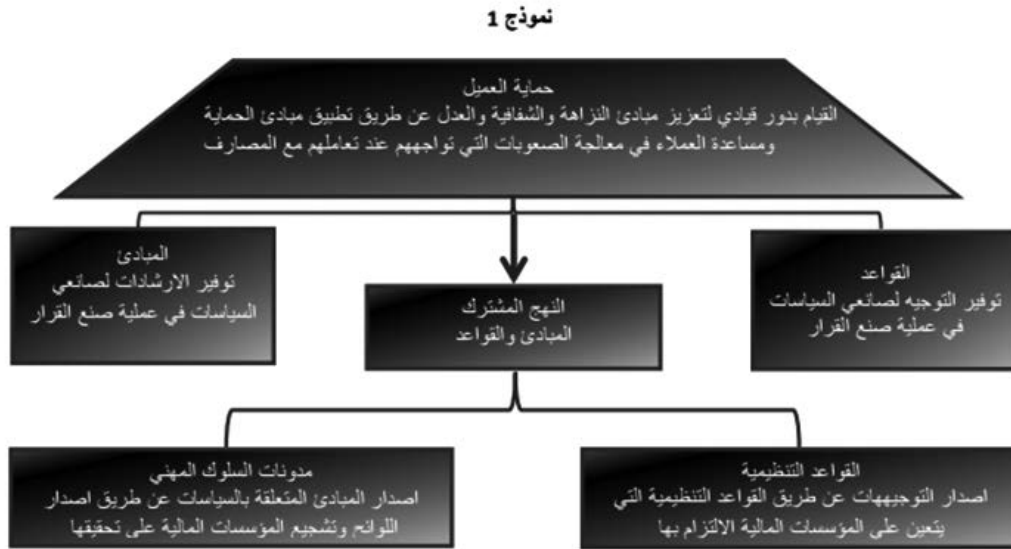 نموذج 1
حماية العميل
القيام بدور قيادي لتعزيز مبادئ النزاهة والشفافية والعدل عن طريق تطبيق مبادئ الحماية
ومساعدة العملاء في معالجة الصعوبات التي تواجههم عند تعاملهم مع المصارف
القواعد
توفير التوجيه لصانعي السياسات
في عملية صنع القرار
النهج المشترك
المبادئ والقواعد
المبادئ
توفير الارشادات لصانعي
السياسات في عملية صنع القرار
القواعد التنظيمية
اصدار التوجيهات عن طريق القواعد التنظيمية التي
يتعين على المؤسسات المالية الالتزام بها
مدونات السلوك المهني
اصدار المبادئ المتعلقة بالسياسات عن طريق اصدار
اللوائح وتشجيع المؤسسات المالية على تحقيقها